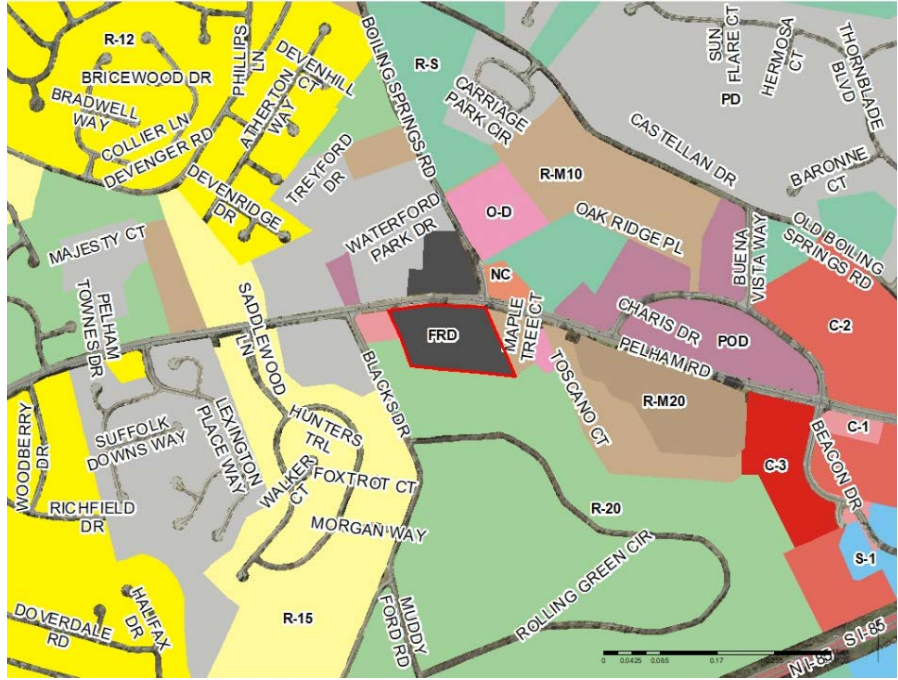 R-12
BRICEWOOD DR
BRADWELL
WAY
COLLIER LN
DEVENGER RD
PHILLIPS
LN
ATHERTON
WAY
DEVENHILL
CT
DEVENRIDGE
DR
TREYFORD
DR
BOILING SPRINGS RD
R-S
CARRIAGE
PARK CIR
SUN
FLARE CT
HERMOSA
CT
THORNBLADE
BLVD
PD
CASTELLAN DR
BARONNE
CT
R-M10
O-D
OAK RIDGE PL
BUENA
VISTA WAY
OLD BOILING
SPRINGS RD
MAJESTY CT
WATERFORD
PARK DR
NC
PELHAM
TOWNES DR
SADDLEWOOD
LN
FRD
MAPLE
TREE CT
CHARIS DR
POD
C-2
PELHAM RD
BLACKS DR
TOSCANO CT
R-M20
C-1
WOODBERRY
DR
SUFFOLK
DOWNS WAY
LEXINGTON
PLACE WAY
HUNTERS
TRL
WALKER
CT
FOXTROT CT
C-3
BEACON DR
RICHFIELD
DR
MORGAN WAY
R-20
S-1
R-15
ROLLING GREEN CIR
HALIFAX
DR
DOVERDALE
RD
MUDDY
FORD RD
N I-85
S I-85
0 0.0425 0.085 0.17